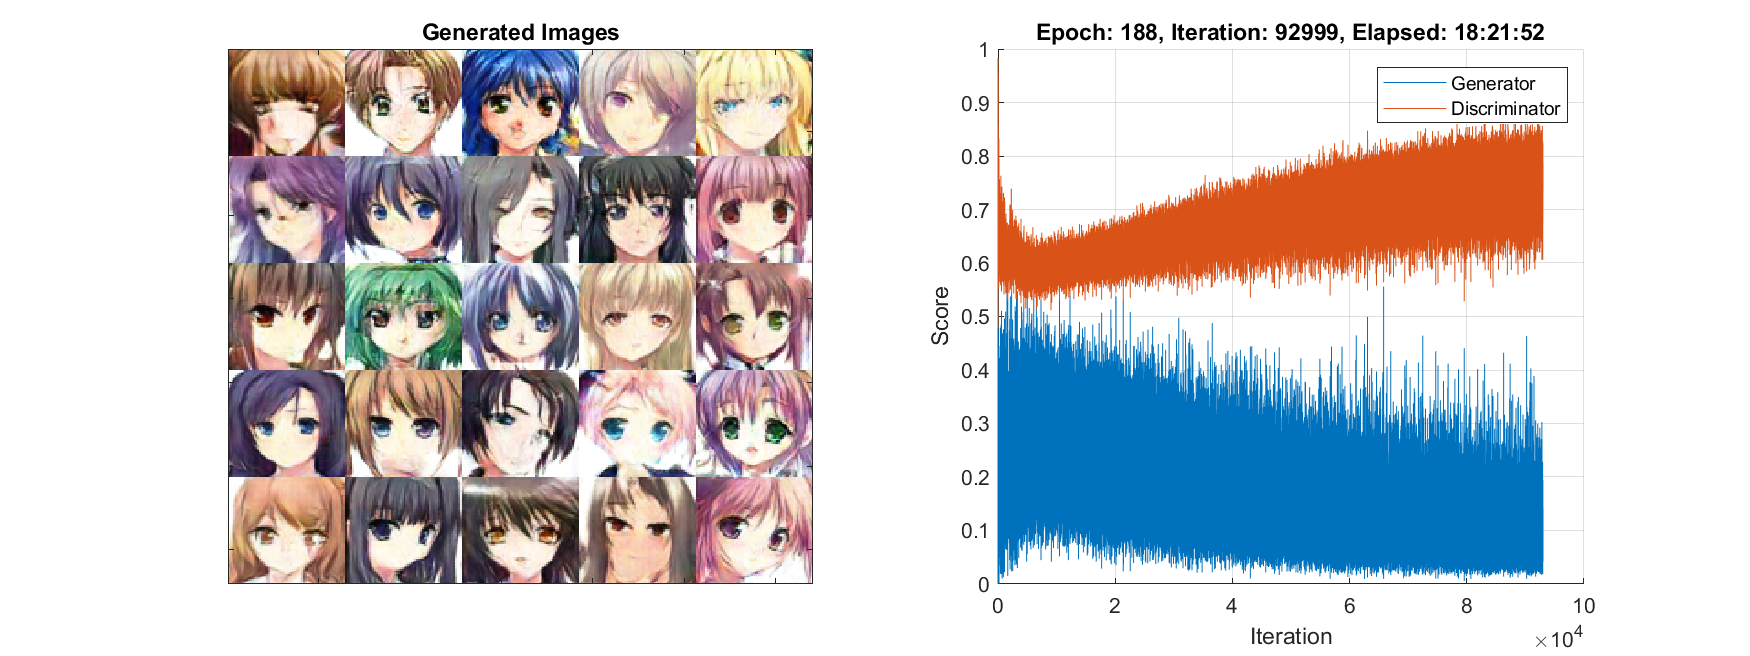 Generated Images
Epoch: 188, Iteration: 92999, Elapsed: 18:21:52
Generator
Discriminator
Score
1
0.9
0.8
0.7
0.6
0.5
0.4
0.3
0.2
0.1
0
0 2 4 6 8 10
Iteration
×10^4